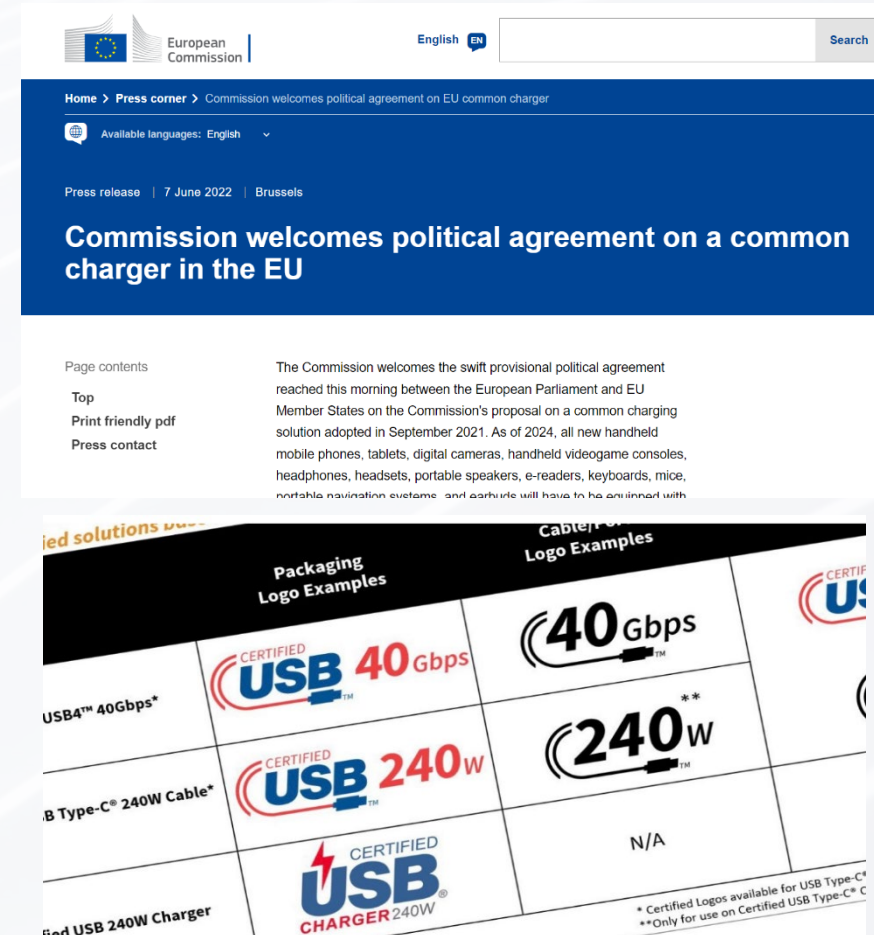 European
Commission
English EN
Search
Home > Press corner > Commission welcomes political agreement on EU common charger
Available languages: English
Press release | 7 June 2022 | Brussels
Commission welcomes political agreement on a common
charger in the EU
Page contents
Top
Print friendly pdf
Press contact
The Commission welcomes the swift provisional political agreement
reached this morning between the European Parliament and EU
Member States on the Commission's proposal on a common charging
solution adopted in September 2021. As of 2024, all new handheld
mobile phones, tablets, digital cameras, handheld videogame consoles,
headphones, headsets, portable speakers, e-readers, keyboards, mice,
portable navigation systems, and earbuds will have to be equipped with
solutions
Packaging
Logo Examples
Logo Examples
USB4™ 40Gbps*
CERTIFIED
USB 40Gbps
TM
40Gbps
TM
Type-C® 240W Cable*
CERTIFIED
USB 240W
TM
240W**
TM
USB 240W Charger
CERTIFIED
USB®
CHARGER 240W
N/A
* Certified Logos available for USB Type-C®
**Only for use on Certified USB Type-C®